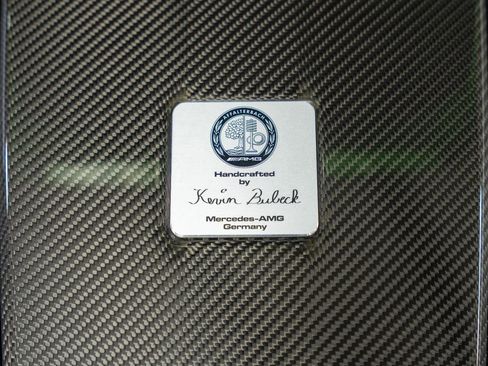 AFFALTERBACH
AMG
Handcrafted
by
Kevin Bubeck
Mercedes-AMG
Germany